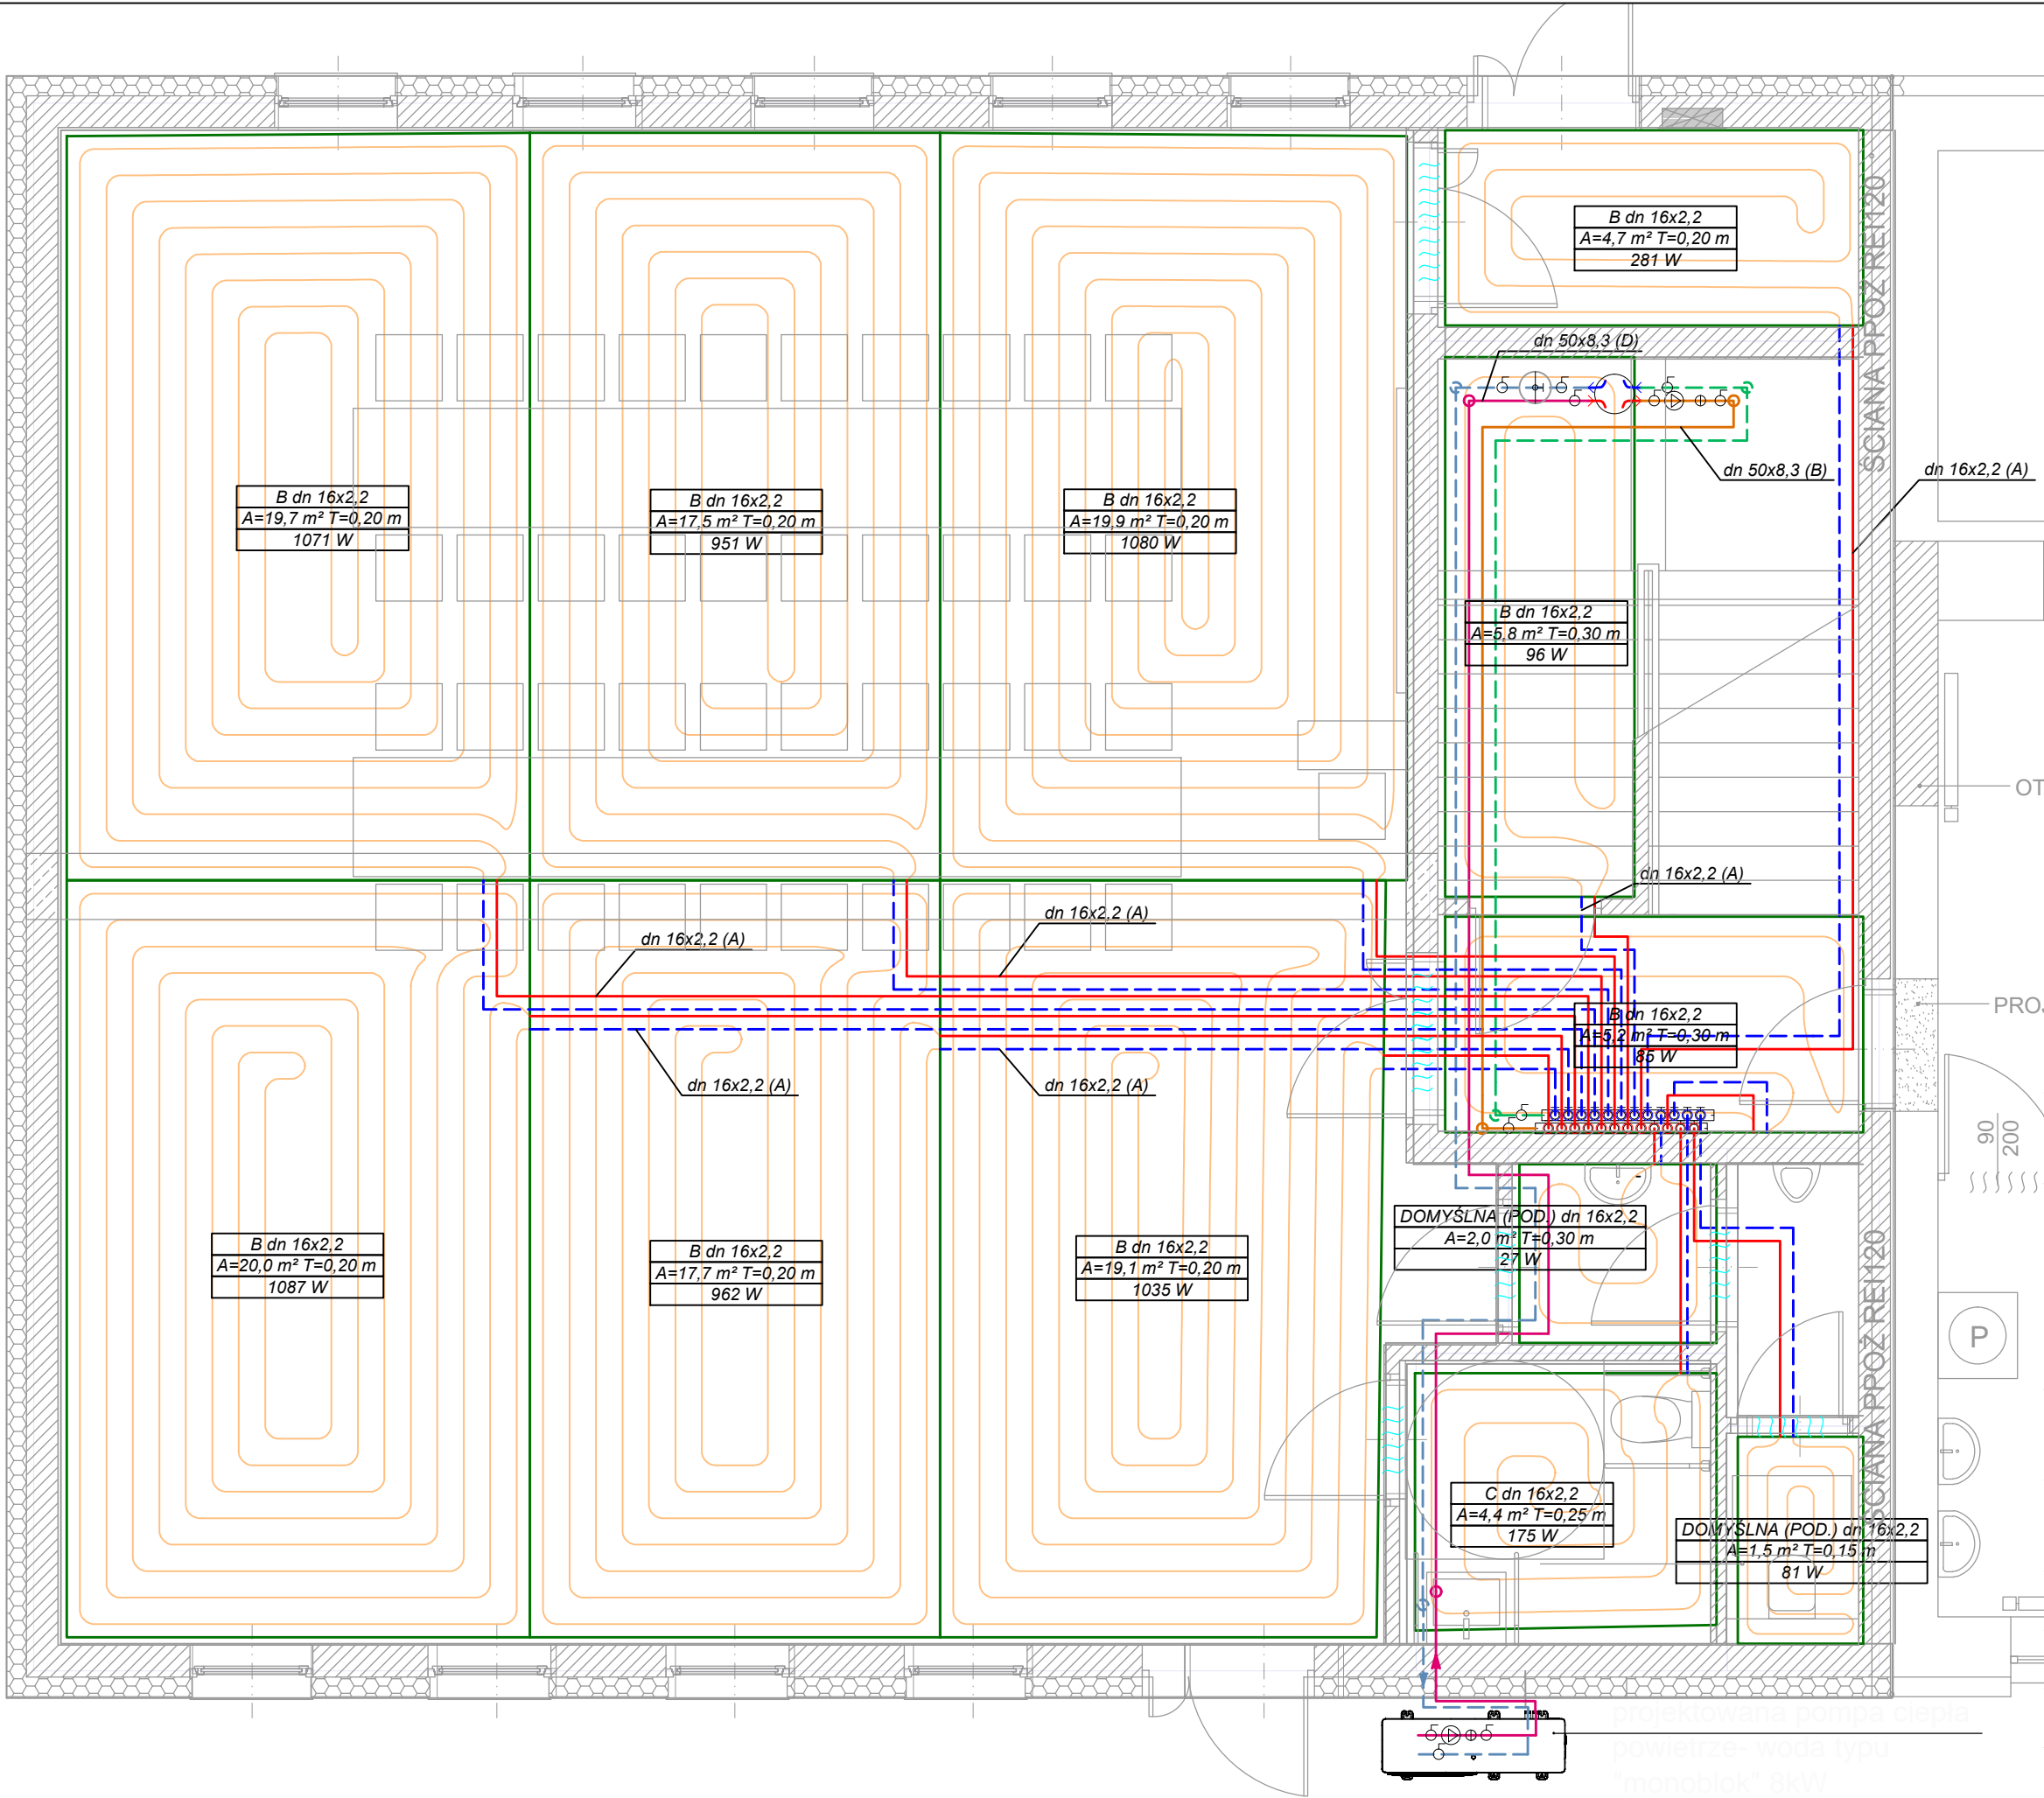 B dn 16x2,2
A=4,7 m² T=0,20 m
281 W
ŚCIANA PPOŻ REI120
dn 50x8,3 (D)
dn 50x8,3 (B)
dn 16x2,2 (A)
B dn 16x2,2
A=19,7 m² T=0,20 m
1071 W
B dn 16x2,2
A=17,5 m² T=0,20 m
951 W
B dn 16x2,2
A=19,9 m² T=0,20 m
1080 W
B dn 16x2,2
A=5,8 m² T=0,30 m
96 W
OT
dn 16x2,2 (A)
dn 16x2,2 (A)
dn 16x2,2 (A)
B dn 16x2,2
A=5,2 m² T=0,30 m
85 W
PROJ
dn 16x2,2 (A)
dn 16x2,2 (A)
90
200
DOMYŚLNA (POD.) dn 16x2,2
A=2,0 m² T=0,30 m
27 W
B dn 16x2,2
A=20,0 m² T=0,20 m
1087 W
B dn 16x2,2
A=17,7 m² T=0,20 m
962 W
B dn 16x2,2
A=19,1 m² T=0,20 m
1035 W
ŚCIANA PPOŻ REI120
P
C dn 16x2,2
A=4,4 m² T=0,25 m
175 W
DOMYŚLNA (POD.) dn 16x2,2
A=1,5 m² T=0,15 m
81 W
projektowana pompa ciepła
powietrze- woda typu
"monoblok" 8kW